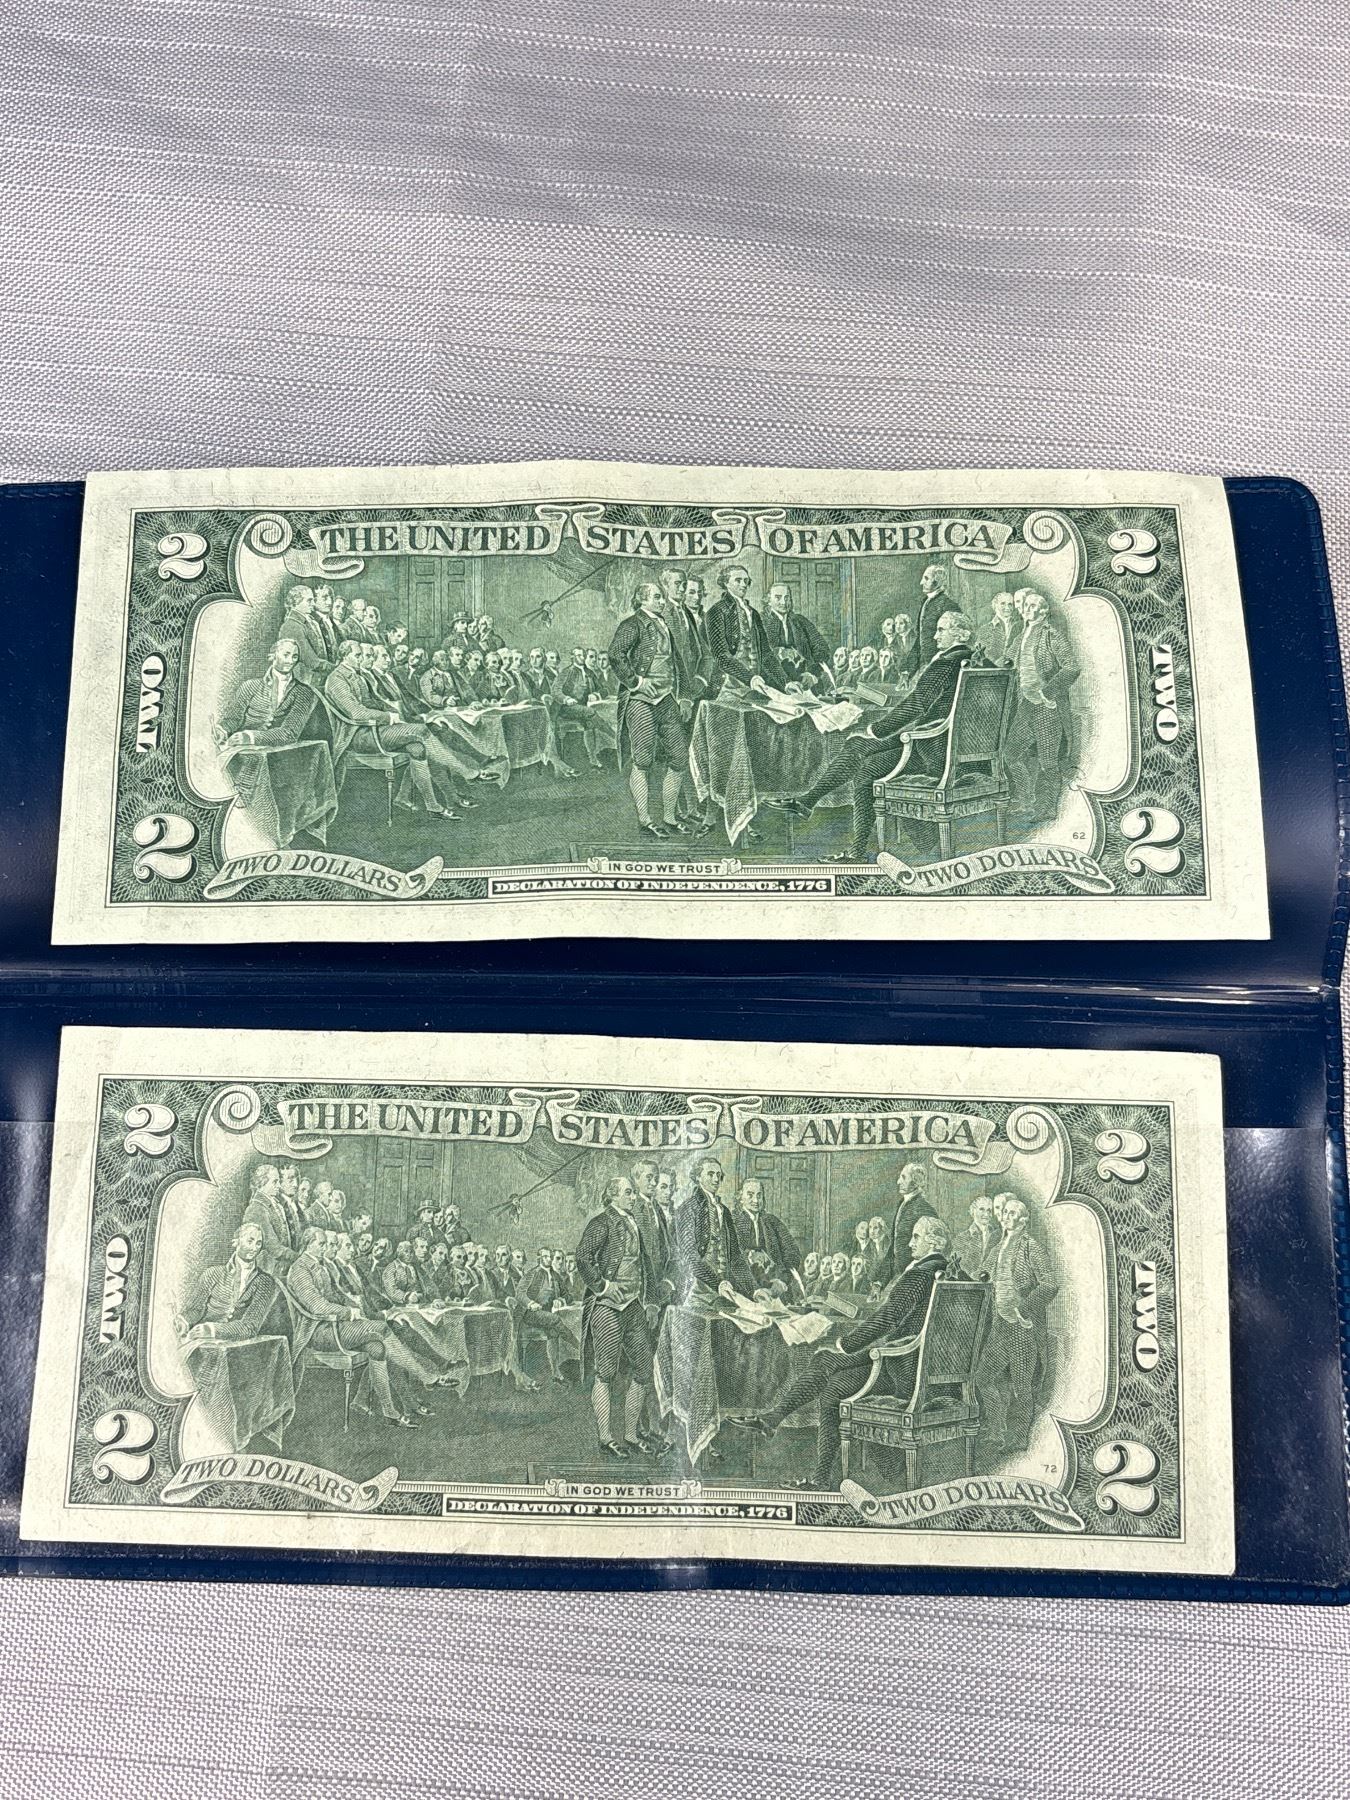 2 THE UNITED STATES OF AMERICA 2
TWO TWO
62
2 TWO DOLLARS IN GOD WE TRUST TWO DOLLARS 2
DECLARATION OF INDEPENDENCE, 1776
2 THE UNITED STATES OF AMERICA 2
TWO TWO
72
2 TWO DOLLARS IN GOD WE TRUST TWO DOLLARS 2
DECLARATION OF INDEPENDENCE, 1776